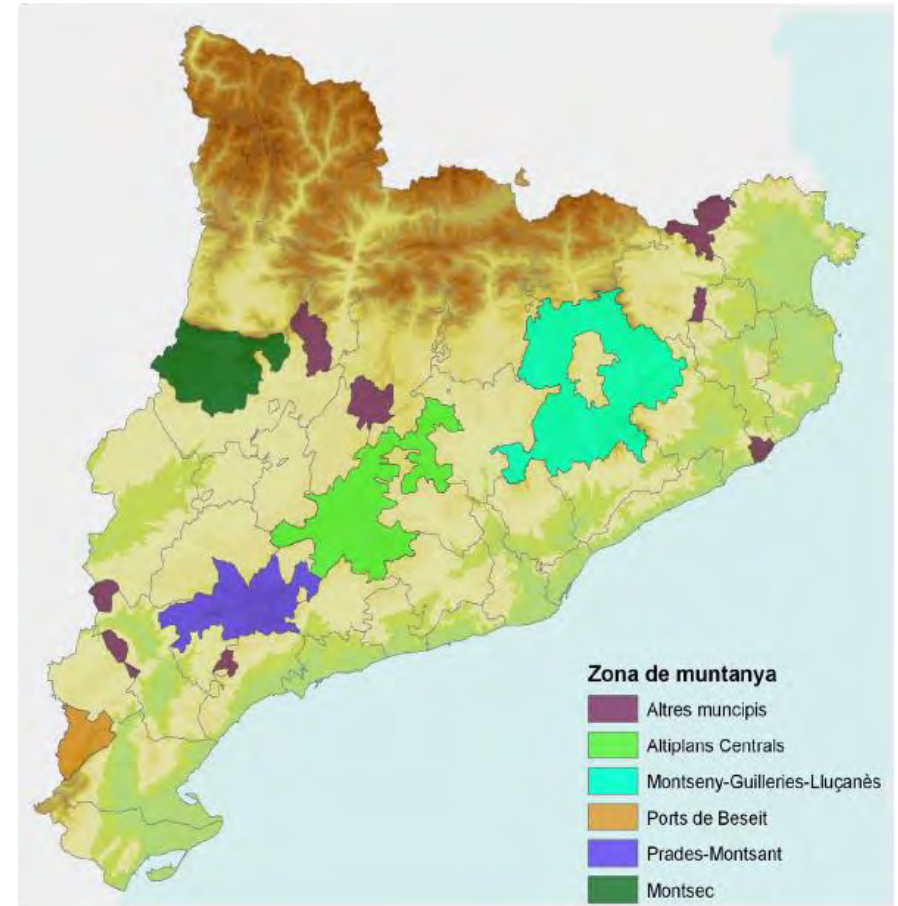 Zona de muntanya
Altres muncipis
Altiplans Centrals
Montseny-Guilleries-Lluçanès
Ports de Beseit
Prades-Montsant
Montsec